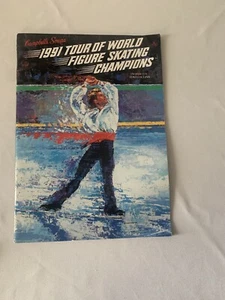 Campbell's Soups
1991 TOUR OF WORLD
FIGURE SKATING
CHAMPIONS